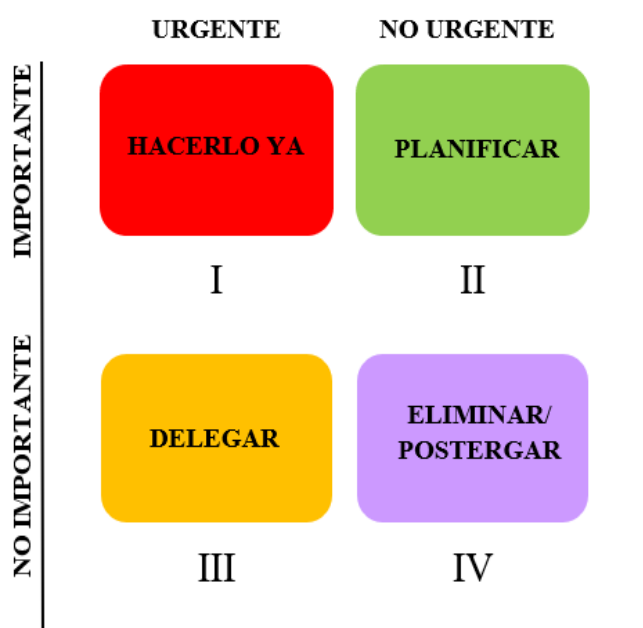 URGENTE
NO URGENTE
IMPORTANTE
HACERLO YA
PLANIFICAR
I
II
NO IMPORTANTE
DELEGAR
ELIMINAR/
POSTERGAR
III
IV